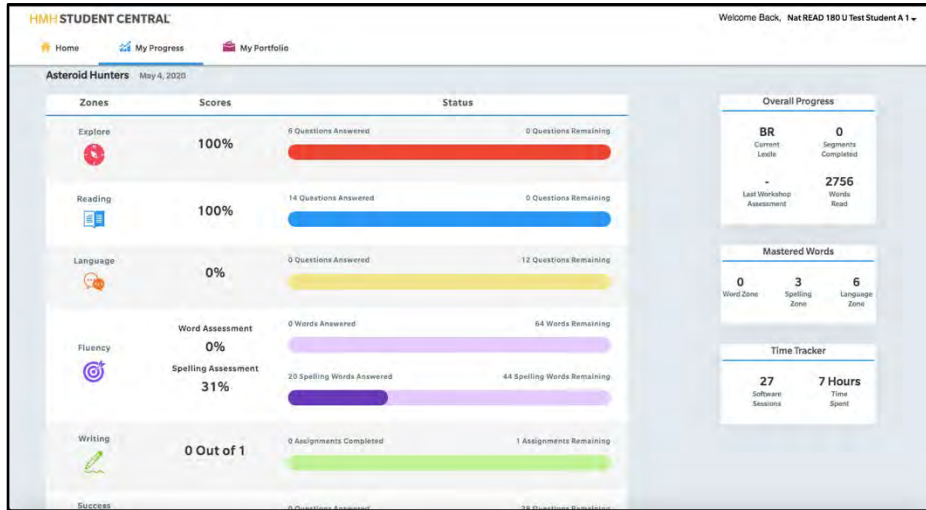 HMH STUDENT CENTRAL
Welcome Back, Nat READ 180 U Test Student A 1
Home
My Progress
My Portfolio
Asteroid Hunters May 4, 2020
Zones Scores Status
Explore
100%
6 Questions Answered 0 Questions Remaining
Reading
100%
14 Questions Answered 0 Questions Remaining
Language
0%
0 Questions Answered 12 Questions Remaining
Fluency
Word Assessment
0%
0 Words Answered 64 Words Remaining
Spelling Assessment
31%
20 Spelling Words Answered 44 Spelling Words Remaining
Writing
0 Out of 1
0 Assignments Completed 1 Assignments Remaining
Success
0 Questions Answered Questions Remaining
Overall Progress
BR 0
Current Segments
Lexile Completed
- 2756
Last Workshop Words
Assessment Read
Mastered Words
0 3 6
Word Zone Spelling Language
Zone Zone
Time Tracker
27 7 Hours
Software Time
Sessions Spent